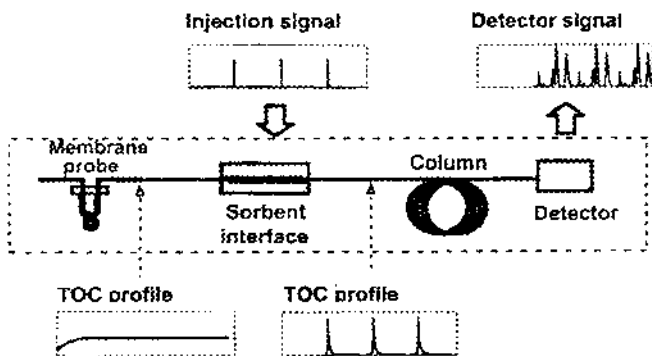 Injection signal
Detector signal
Membrane
probe
Column
Sorbent
interface
Detector
TOC profile
TOC profile